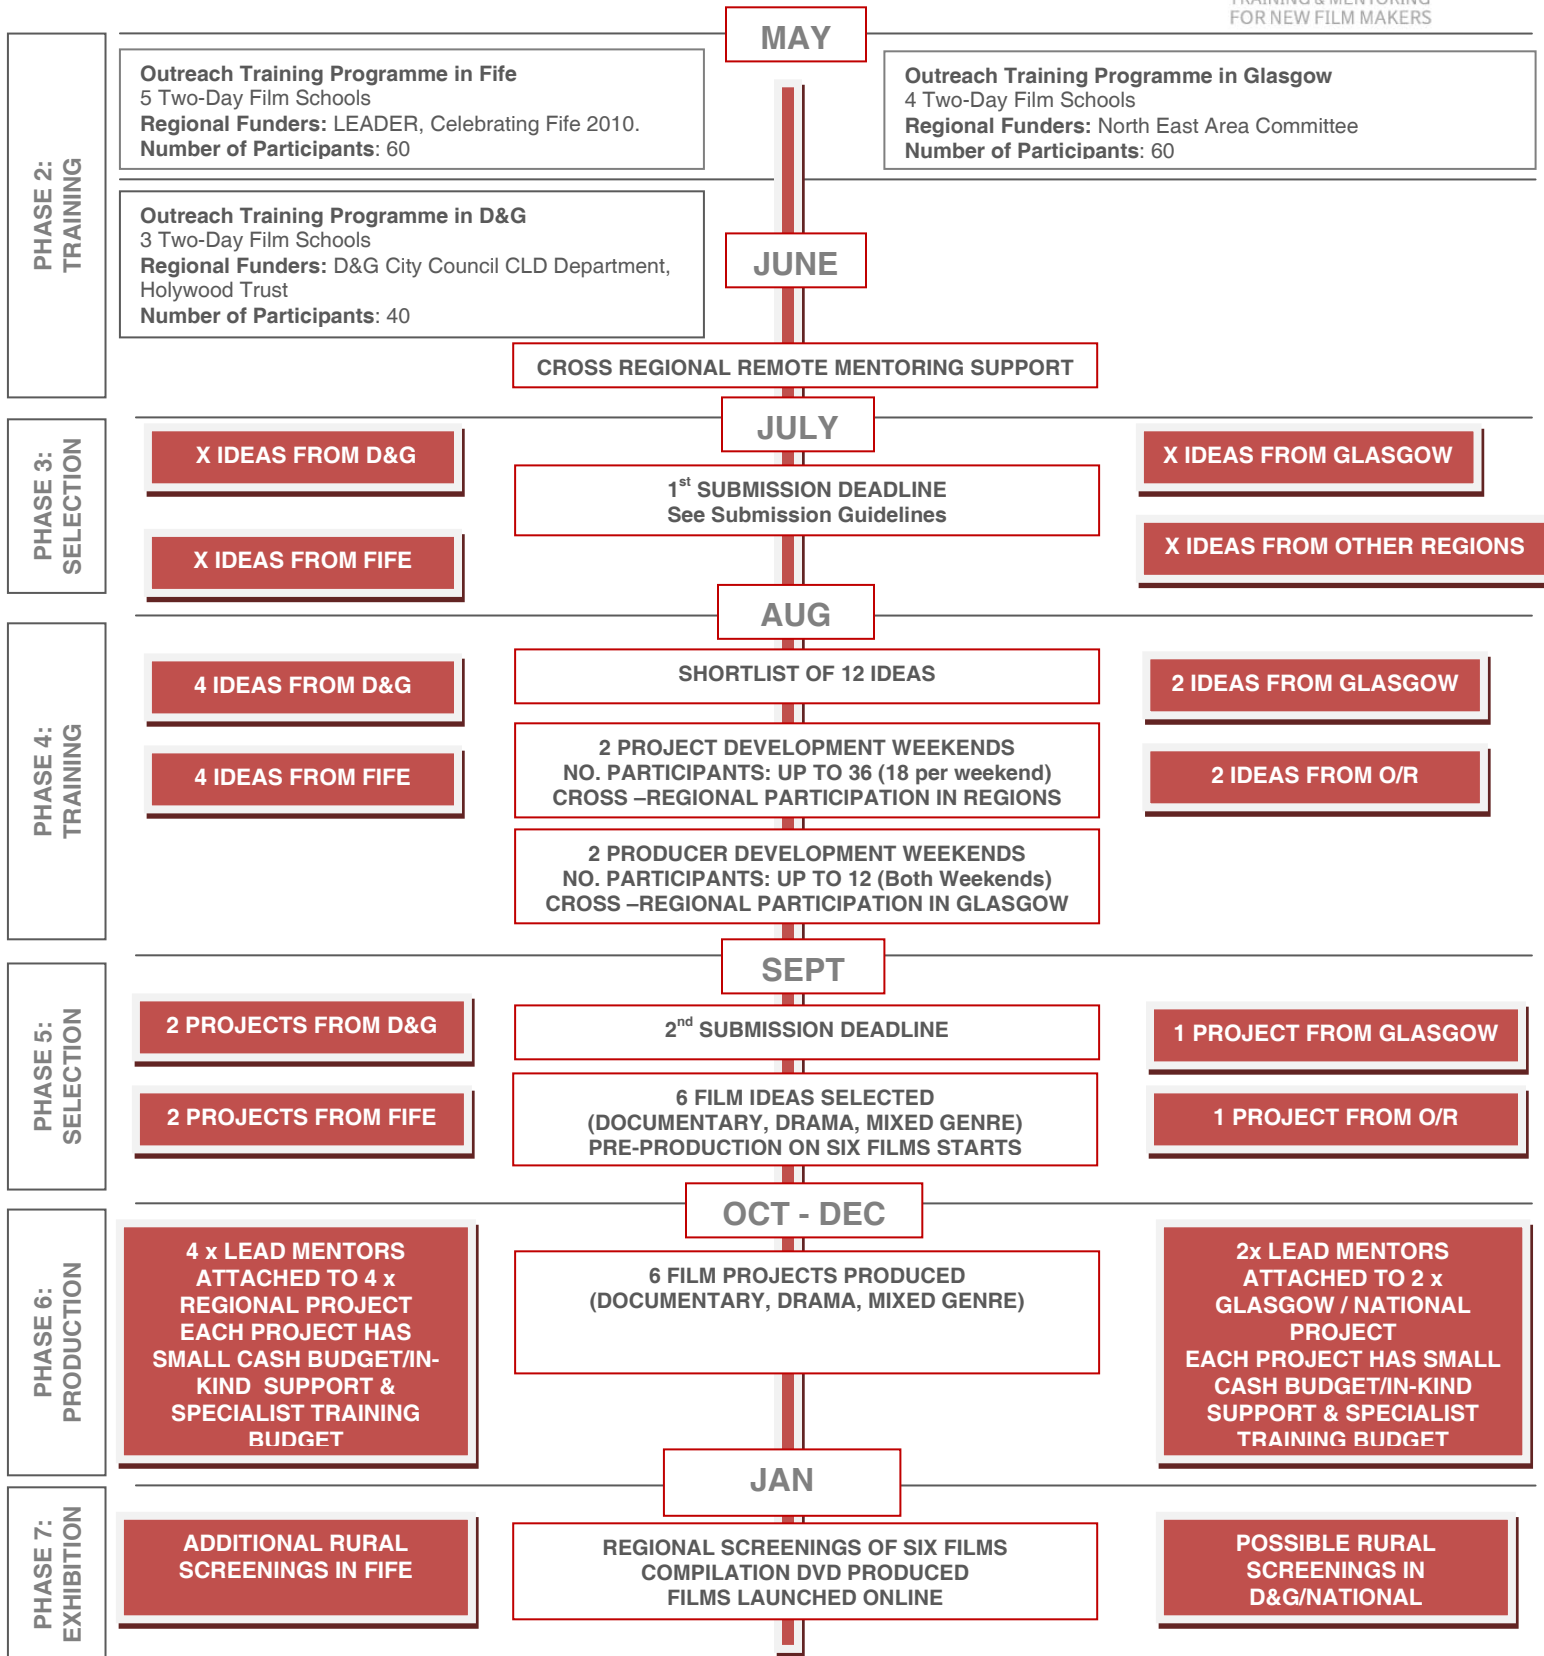 TRAINING & MENTORING
FOR NEW FILM MAKERS
MAY
PHASE 2:
TRAINING
Outreach Training Programme in Fife
5 Two-Day Film Schools
Regional Funders: LEADER, Celebrating Fife 2010.
Number of Participants: 60
Outreach Training Programme in Glasgow
4 Two-Day Film Schools
Regional Funders: North East Area Committee
Number of Participants: 60
Outreach Training Programme in D&G
3 Two-Day Film Schools
Regional Funders: D&G City Council CLD Department,
Holywood Trust
Number of Participants: 40
JUNE
CROSS REGIONAL REMOTE MENTORING SUPPORT
JULY
PHASE 3:
SELECTION
X IDEAS FROM D&G
X IDEAS FROM FIFE
1st SUBMISSION DEADLINE
See Submission Guidelines
X IDEAS FROM GLASGOW
X IDEAS FROM OTHER REGIONS
AUG
PHASE 4:
TRAINING
4 IDEAS FROM D&G
4 IDEAS FROM FIFE
SHORTLIST OF 12 IDEAS
2 PROJECT DEVELOPMENT WEEKENDS
NO. PARTICIPANTS: UP TO 36 (18 per weekend)
CROSS –REGIONAL PARTICIPATION IN REGIONS
2 PRODUCER DEVELOPMENT WEEKENDS
NO. PARTICIPANTS: UP TO 12 (Both Weekends)
CROSS –REGIONAL PARTICIPATION IN GLASGOW
2 IDEAS FROM GLASGOW
2 IDEAS FROM O/R
SEPT
PHASE 5:
SELECTION
2 PROJECTS FROM D&G
2 PROJECTS FROM FIFE
2nd SUBMISSION DEADLINE
6 FILM IDEAS SELECTED
(DOCUMENTARY, DRAMA, MIXED GENRE)
PRE-PRODUCTION ON SIX FILMS STARTS
1 PROJECT FROM GLASGOW
1 PROJECT FROM O/R
OCT - DEC
PHASE 6:
PRODUCTION
4 x LEAD MENTORS
ATTACHED TO 4 x
REGIONAL PROJECT
EACH PROJECT HAS
SMALL CASH BUDGET/IN-
KIND SUPPORT &
SPECIALIST TRAINING
BUDGET
6 FILM PROJECTS PRODUCED
(DOCUMENTARY, DRAMA, MIXED GENRE)
2x LEAD MENTORS
ATTACHED TO 2 x
GLASGOW / NATIONAL
PROJECT
EACH PROJECT HAS SMALL
CASH BUDGET/IN-KIND
SUPPORT & SPECIALIST
TRAINING BUDGET
JAN
PHASE 7:
EXHIBITION
ADDITIONAL RURAL
SCREENINGS IN FIFE
REGIONAL SCREENINGS OF SIX FILMS
COMPILATION DVD PRODUCED
FILMS LAUNCHED ONLINE
POSSIBLE RURAL
SCREENINGS IN
D&G/NATIONAL